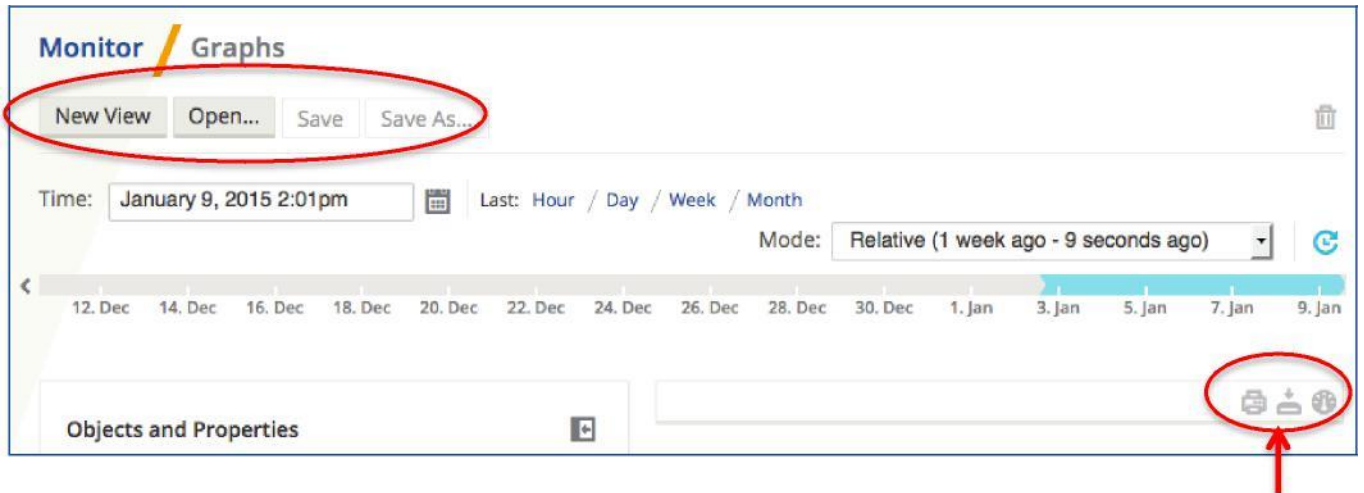 Monitor / Graphs
New View Open... Save Save As...
Time: January 9, 2015 2:01pm Last: Hour / Day / Week / Month
Mode: Relative (1 week ago - 9 seconds ago)
12. Dec 14. Dec 16. Dec 18. Dec 20. Dec 22. Dec 24. Dec 26. Dec 28. Dec 30. Dec 1. Jan 3. Jan 5. Jan 7. Jan 9. Jan
Objects and Properties